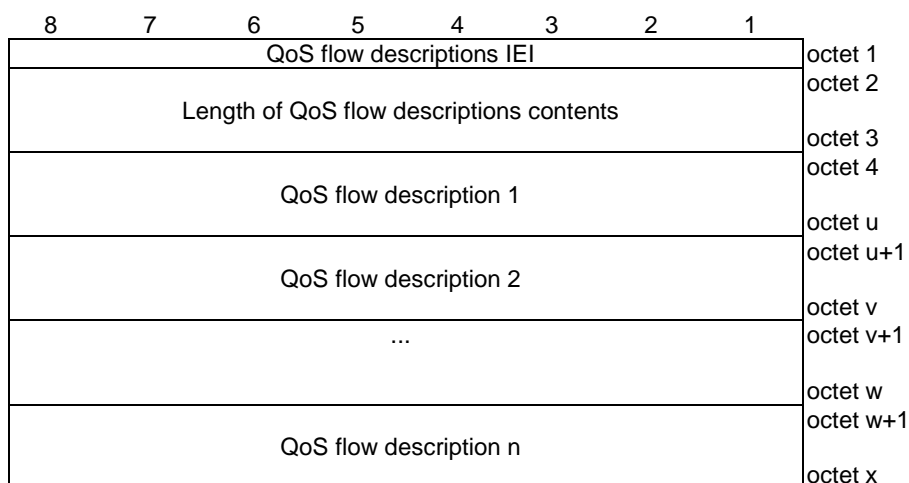 8 7 6 5 4 3 2 1
QoS flow descriptions IEI octet 1
octet 2
Length of QoS flow descriptions contents
octet 3
octet 4
QoS flow description 1
octet u
octet u+1
QoS flow description 2
octet v
... octet v+1
octet w
octet w+1
QoS flow description n
octet x